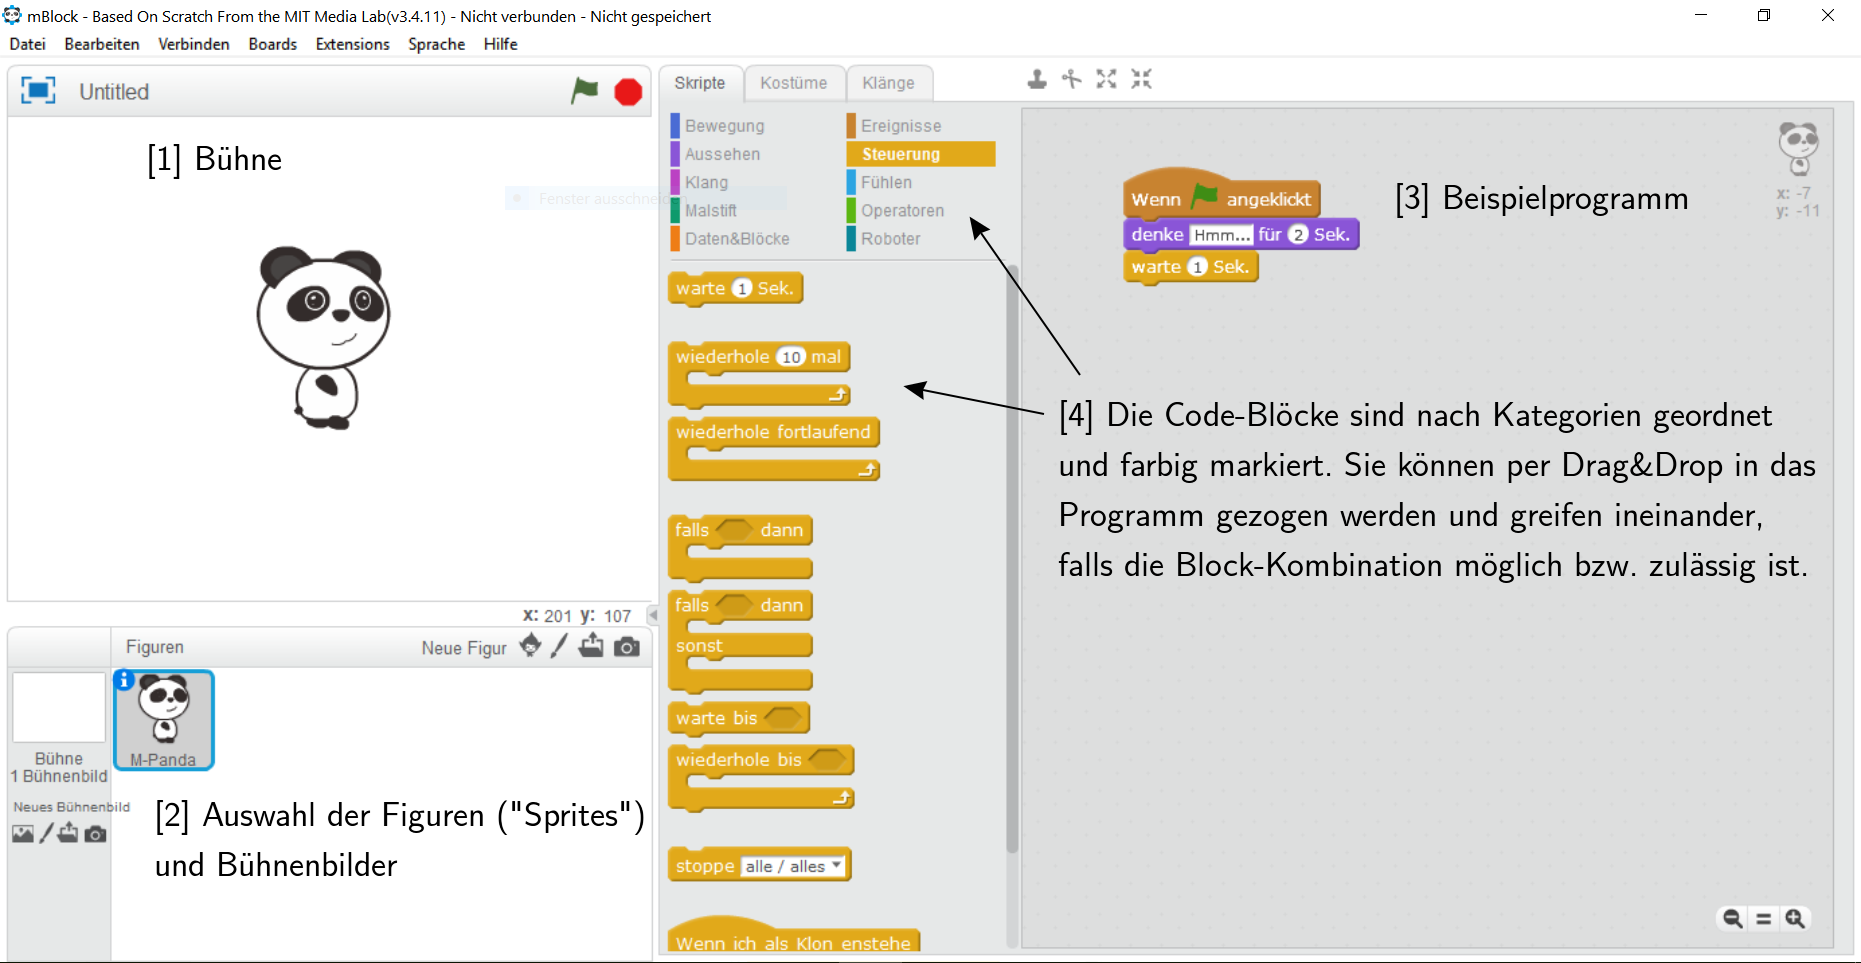 mBlock - Based On Scratch From the MIT Media Lab(v3.4.11) - Nicht verbunden - Nicht gespeichert
Datei Bearbeiten Verbinden Boards Extensions Sprache Hilfe
Untitled
[1] Bühne
x: 201 y: 107
Figuren Neue Figur
M-Panda
Bühne
1 Bühnenbild
Neues Bühnenbild
[2] Auswahl der Figuren ("Sprites")
und Bühnenbilder
Skripte Kostüme Klänge
Bewegung Ereignisse
Aussehen Steuerung
Klang Fühlen
Fenster ausschneiden
Malstift Operatoren
Daten&Blöcke Roboter
warte 1 Sek.
wiederhole 10 mal
wiederhole fortlaufend
falls dann
falls dann
sonst
warte bis
wiederhole bis
stoppe alle / alles
Wenn ich als Klon enstehe
Wenn angeklickt
denke Hmm... für 2 Sek.
warte 1 Sek.
[3] Beispielprogramm
x: -7
y: -11
[4] Die Code-Blöcke sind nach Kategorien geordnet
und farbig markiert. Sie können per Drag&Drop in das
Programm gezogen werden und greifen ineinander,
falls die Block-Kombination möglich bzw. zulässig ist.